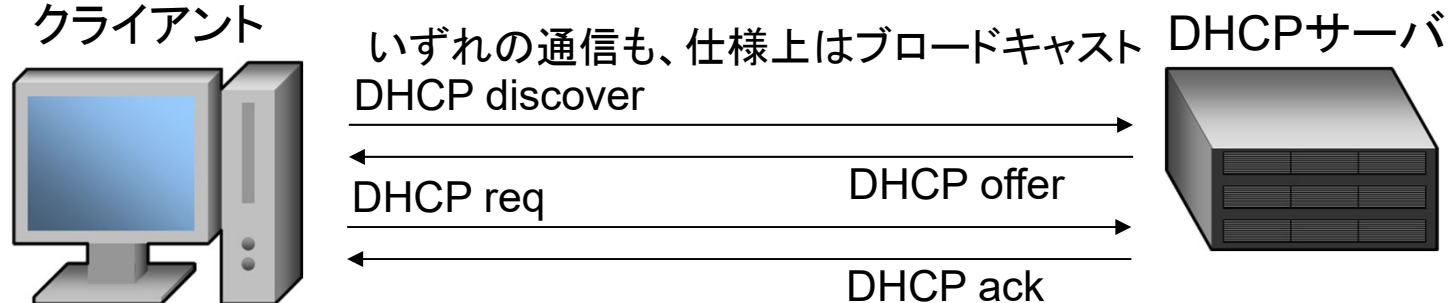 クライアント
いずれの通信も、仕様上はブロードキャスト
DHCPサーバ
DHCP discover
DHCP offer
DHCP req
DHCP ack